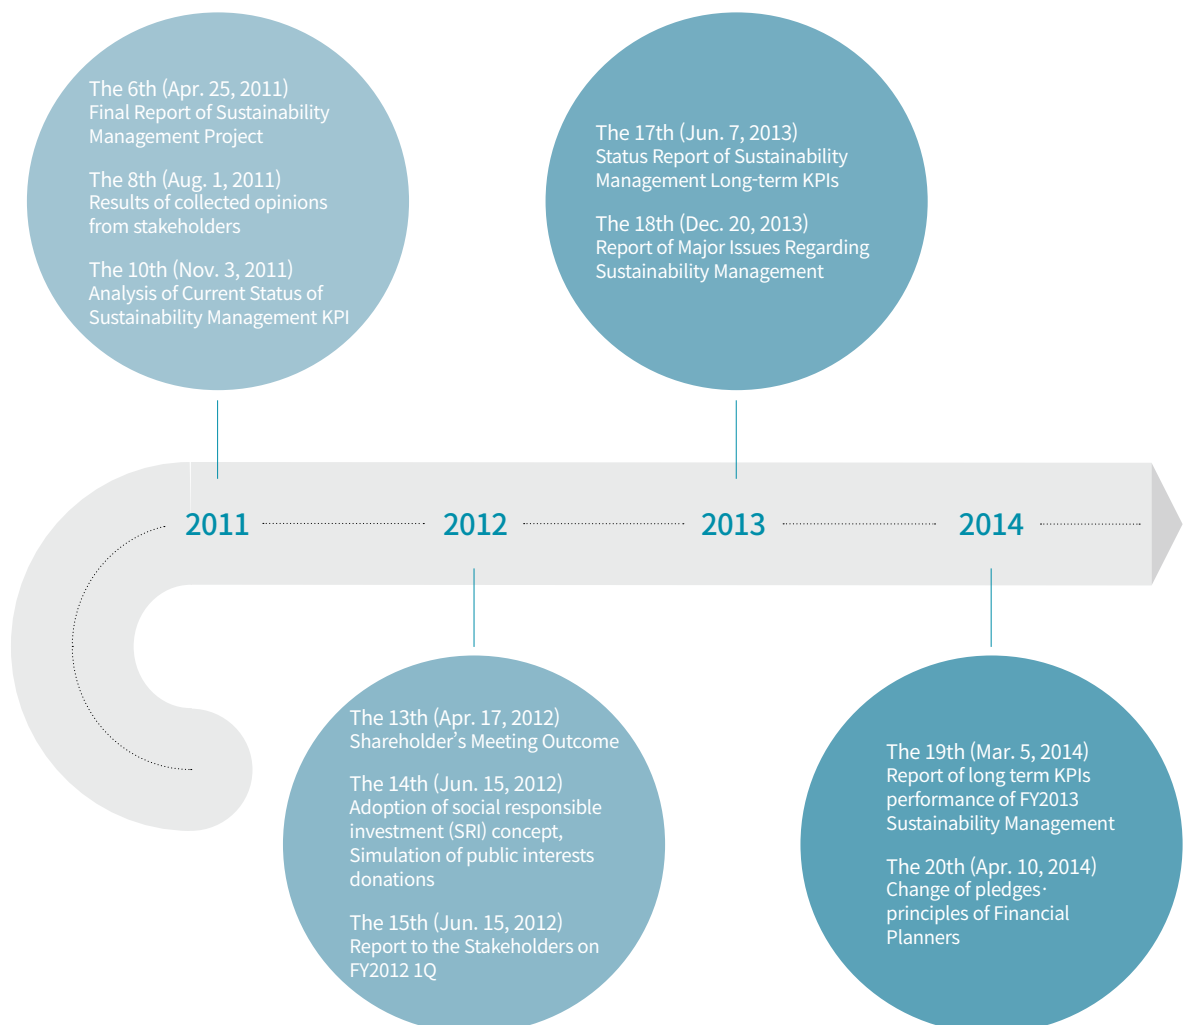 The 6th (Apr. 25, 2011)
Final Report of Sustainability
Management Project
The 8th (Aug. 1, 2011)
Results of collected opinions
from stakeholders
The 10th (Nov. 3, 2011)
Analysis of Current Status of
Sustainability Management KPI
The 17th (Jun. 7, 2013)
Status Report of Sustainability
Management Long-term KPIs
The 18th (Dec. 20, 2013)
Report of Major Issues Regarding
Sustainability Management
2011
2012
2013
2014
The 13th (Apr. 17, 2012)
Shareholder's Meeting Outcome
The 14th (Jun. 15, 2012)
Adoption of social responsible
investment (SRI) concept,
Simulation of public interests
donations
The 15th (Jun. 15, 2012)
Report to the Stakeholders on
FY2012 1Q
The 19th (Mar. 5, 2014)
Report of long term KPIs
performance of FY2013
Sustainability Management
The 20th (Apr. 10, 2014)
Change of pledges·
principles of Financial
Planners